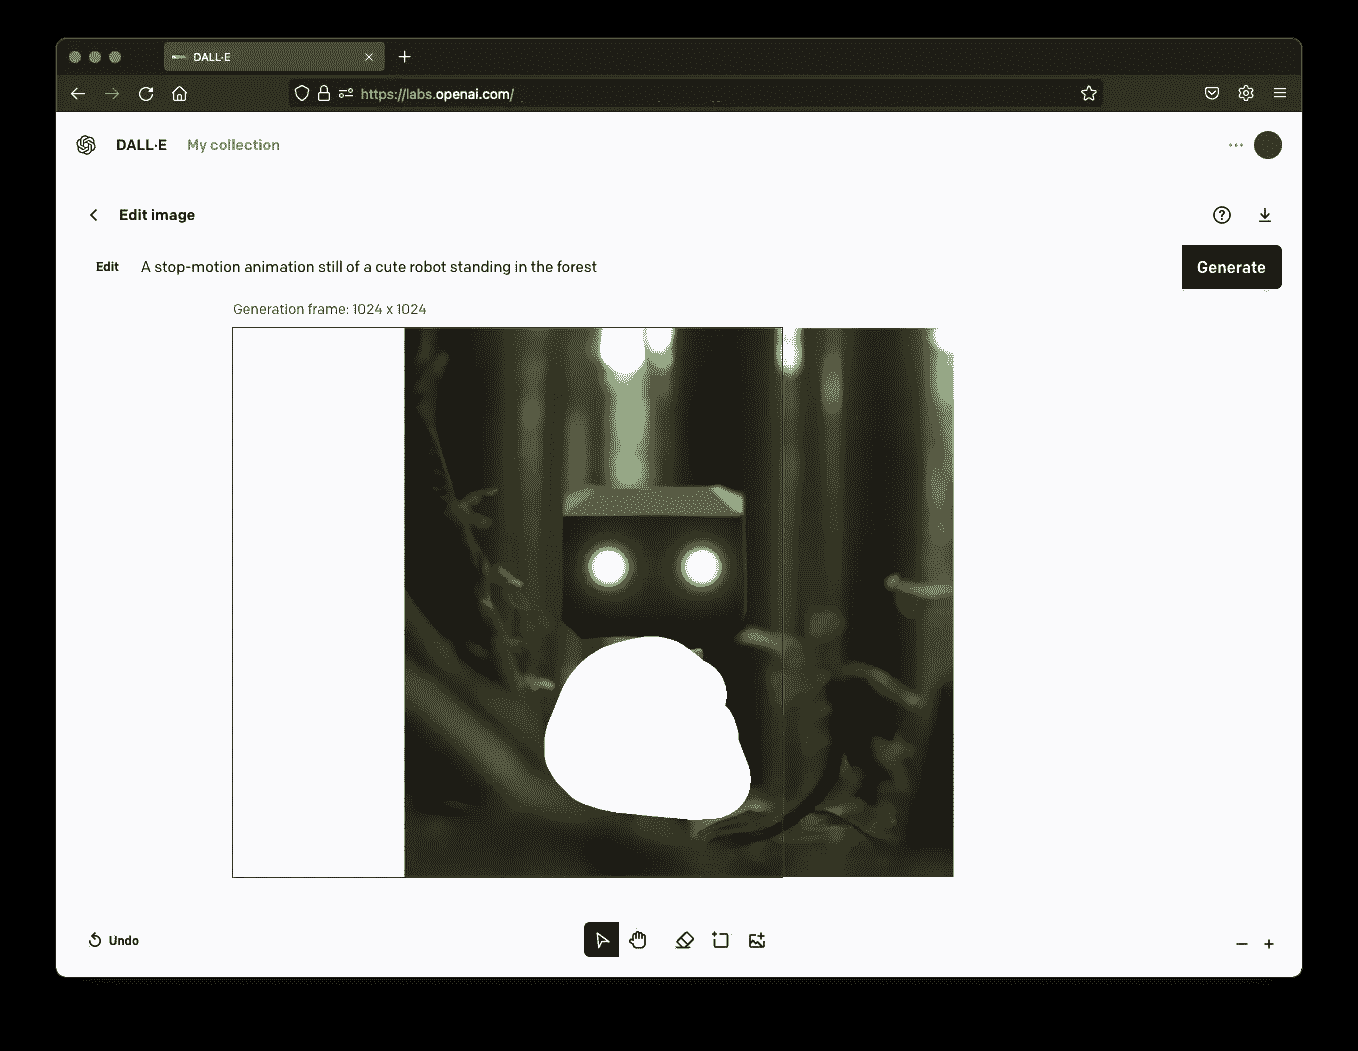 DALL·E
https://labs.openai.com/
DALL·E My collection
Edit image
Edit A stop-motion animation still of a cute robot standing in the forest
Generate
Generation frame: 1024 x 1024
Undo